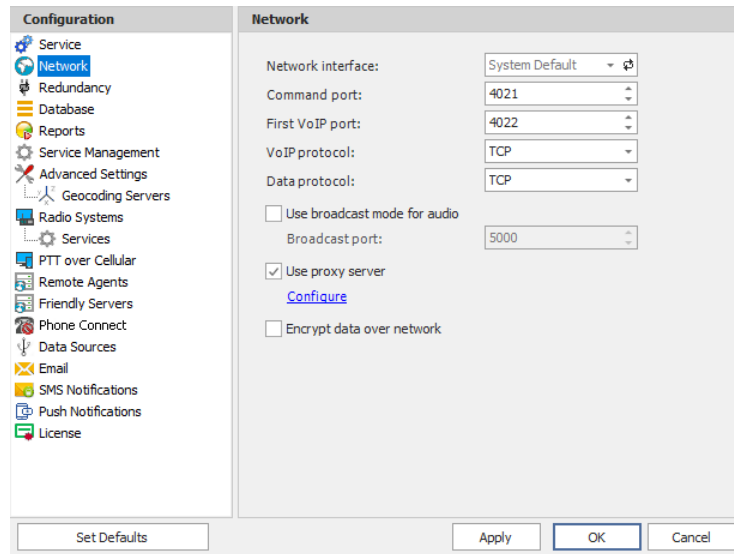 Configuration
Service
Network
Redundancy
Database
Reports
Service Management
Advanced Settings
Geocoding Servers
Radio Systems
Services
PTT over Cellular
Remote Agents
Friendly Servers
Phone Connect
Data Sources
Email
SMS Notifications
Push Notifications
License
Set Defaults
Network
Network interface: System Default
Command port: 4021
First VoIP port: 4022
VoIP protocol: TCP
Data protocol: TCP
Use broadcast mode for audio
Broadcast port: 5000
Use proxy server
Configure
Encrypt data over network
Apply OK Cancel